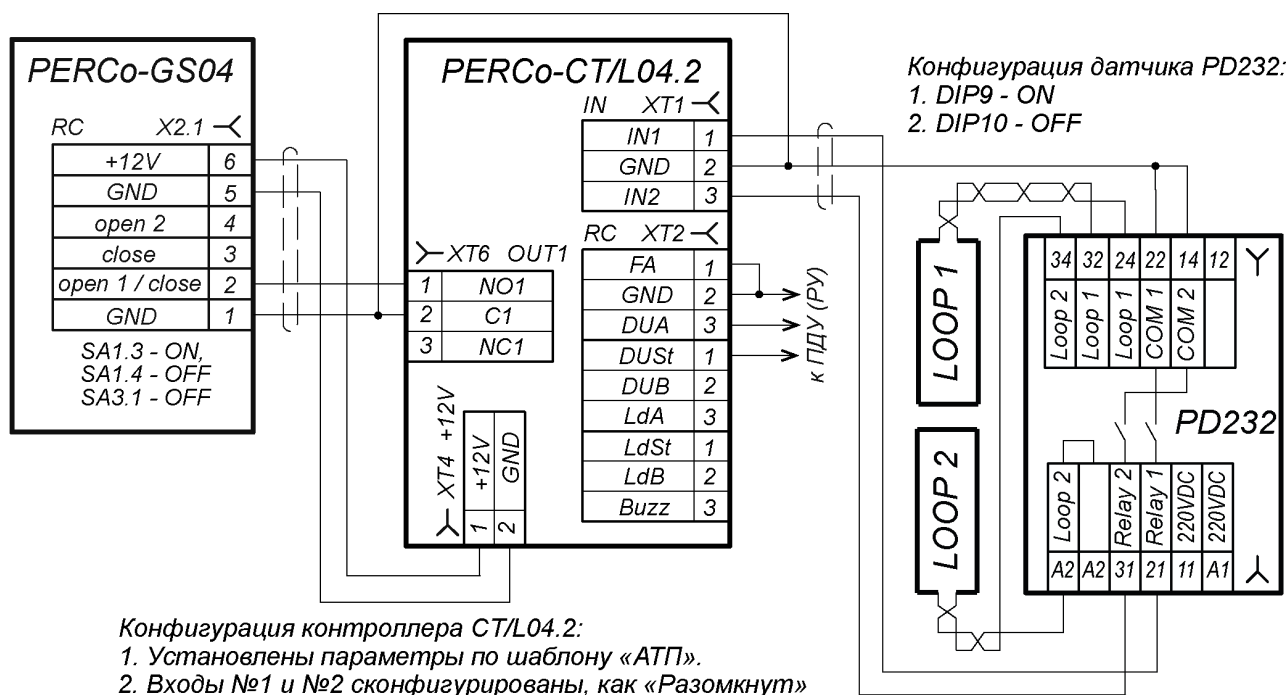 PERCo-GS04
RC X2.1
+12V 6
GND 5
open 2 4
close 3
open 1 / close 2
GND 1
SA1.3 - ON,
SA1.4 - OFF
SA3.1 - OFF
PERCo-CT/L04.2
IN XT1
IN1 1
GND 2
IN2 3
RC XT2
FA 1
GND 2
DUA 3
DUSt 1
DUB 2
LdA 3
LdSt 1
LdB 2
Buzz 3
XT6 OUT1
1 NO1
2 C1
3 NC1
XT4 +12V
1 +12V
2 GND
к ПДУ (РУ)
Конфигурация датчика PD232:
1. DIP9 - ON
2. DIP10 - OFF
LOOP 1
LOOP 2
34 32 24 22 14 12
Loop 2 Loop 1 Loop 1 COM 1 COM 2
PD232
Loop 2 Relay 2 Relay 1 220VDC 220VDC
A2 A2 31 21 11 A1
Конфигурация контроллера CT/L04.2:
1. Установлены параметры по шаблону «АТП».
2. Входы №1 и №2 сконфигурированы, как «Разомкнут»